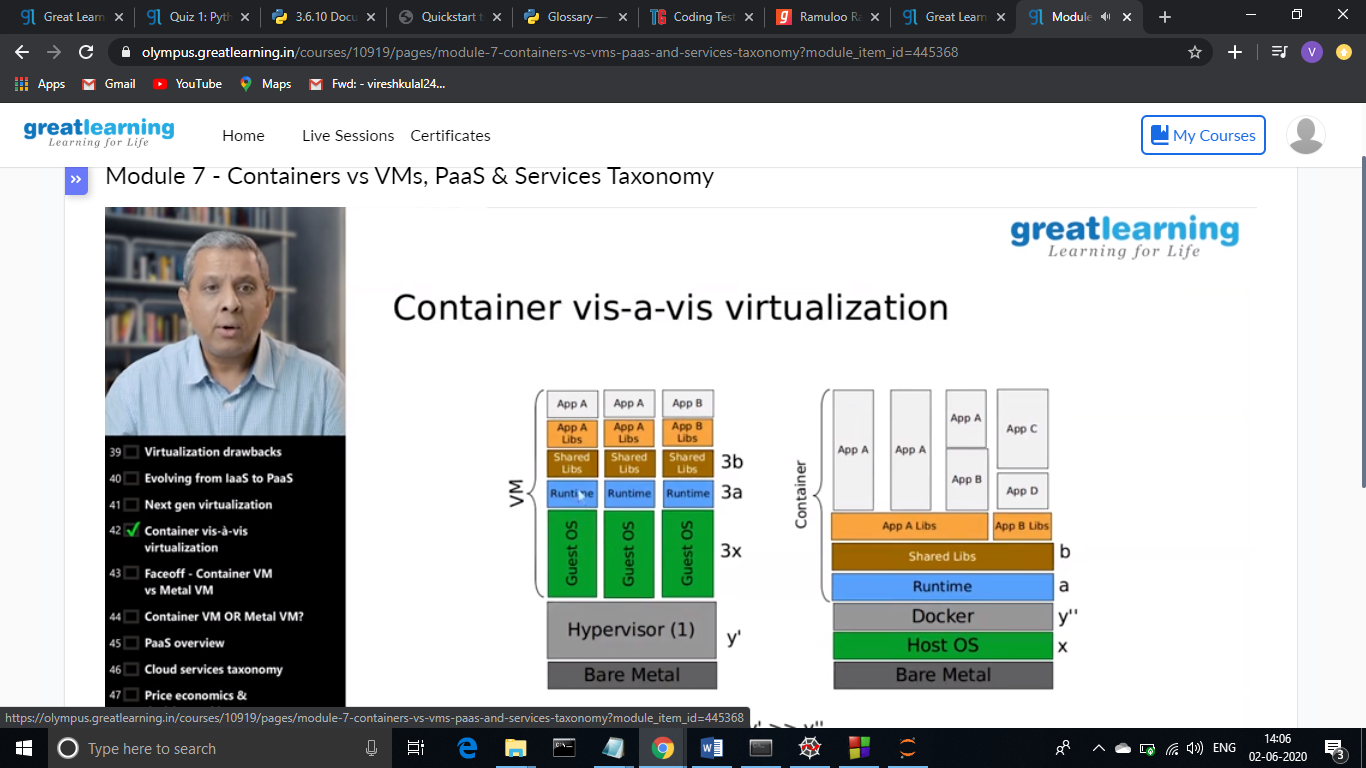 Great Learn
Quiz 1: Pyth
3.6.10 Docu
Quickstart t
Glossary —
Coding Test
Ramuloo Ra
Great Learn
Module
olympus.greatlearning.in/courses/10919/pages/module-7-containers-vs-vms-paas-and-services-taxonomy?module_item_id=445368
V
Apps
Gmail
YouTube
Maps
Fwd: - vireshkulal24...
greatlearning
Learning for Life
Home
Live Sessions
Certificates
My Courses
Module 7 - Containers vs VMs, PaaS & Services Taxonomy
greatlearning
Learning for Life
Container vis-a-vis virtualization
VM
App A
App A
App B
App A
Libs
App A
Libs
App B
Libs
Shared
Libs
Shared
Libs
Shared
Libs
3b
Runtime
Runtime
Runtime
3a
Guest OS
Guest OS
Guest OS
3x
Hypervisor (1)
y'
Bare Metal
Container
App A
App A
App A
App B
App C
App D
App A Libs
App B Libs
Shared Libs
b
Runtime
a
Docker
y''
Host OS
x
Bare Metal
y' >> y''
39 Virtualization drawbacks
40 Evolving from IaaS to PaaS
41 Next gen virtualization
42 Container vis-à-vis
virtualization
43 Faceoff - Container VM
vs Metal VM
44 Container VM OR Metal VM?
45 PaaS overview
46 Cloud services taxonomy
47 Price economics &
https://olympus.greatlearning.in/courses/10919/pages/module-7-containers-vs-vms-paas-and-services-taxonomy?module_item_id=445368
Type here to search
ENG
14:06
02-06-2020
3